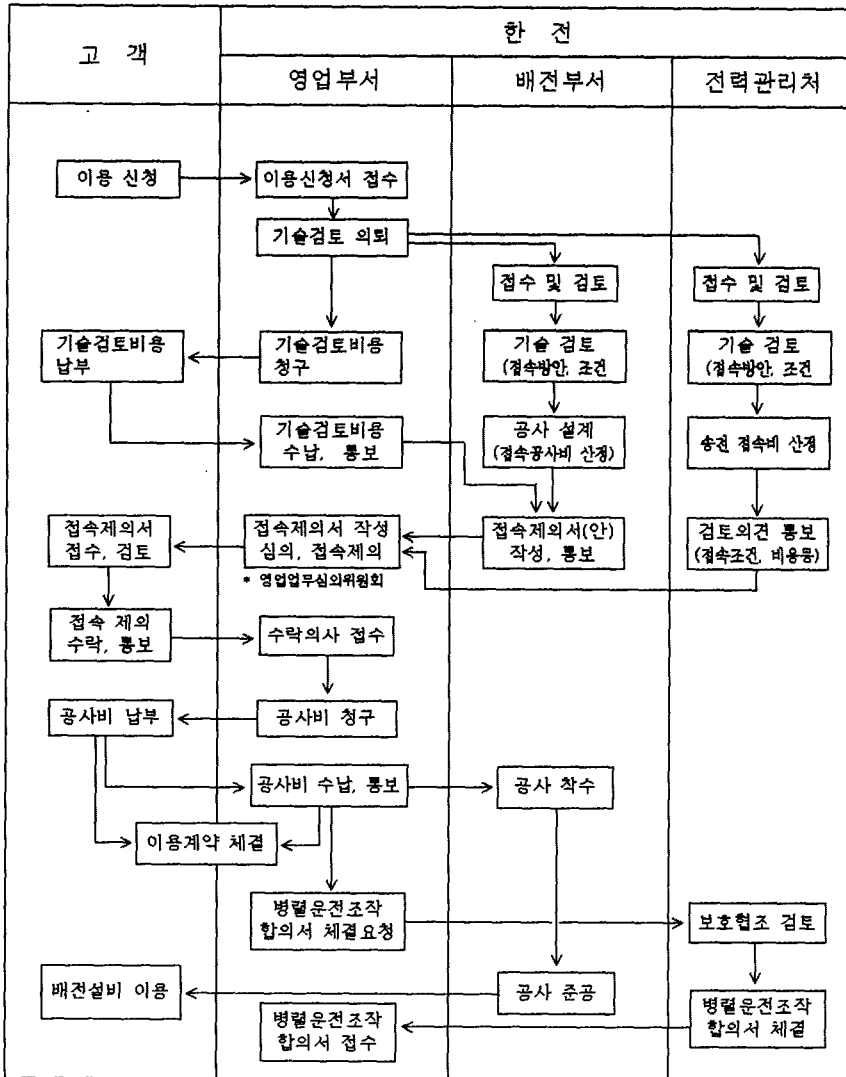 고 객
한 전
영업부서
배전부서
전력관리처
이용 신청
이용신청서 접수
기술검토 의뢰
접수 및 검토
접수 및 검토
기술검토비용
납부
기술검토비용
청구
기술 검토
(접속방안, 조건
기술 검토
(접속방안, 조건
기술검토비용
수납, 통보
공사 설계
(접속공사비 산정)
송전 접속비 산정
접속제의서
접수, 검토
접속제의서 작성
심의, 접속제의
* 영업업무심의위원회
접속제의서(안)
작성, 통보
검토의견 통보
(접속조건, 비용등)
접속 제의
수락, 통보
수락의사 접수
공사비 납부
공사비 청구
공사비 수납, 통보
공사 착수
이용계약 체결
병렬운전조작
합의서 체결요청
보호협조 검토
배전설비 이용
공사 준공
병렬운전조작
합의서 접수
병렬운전조작
합의서 체결